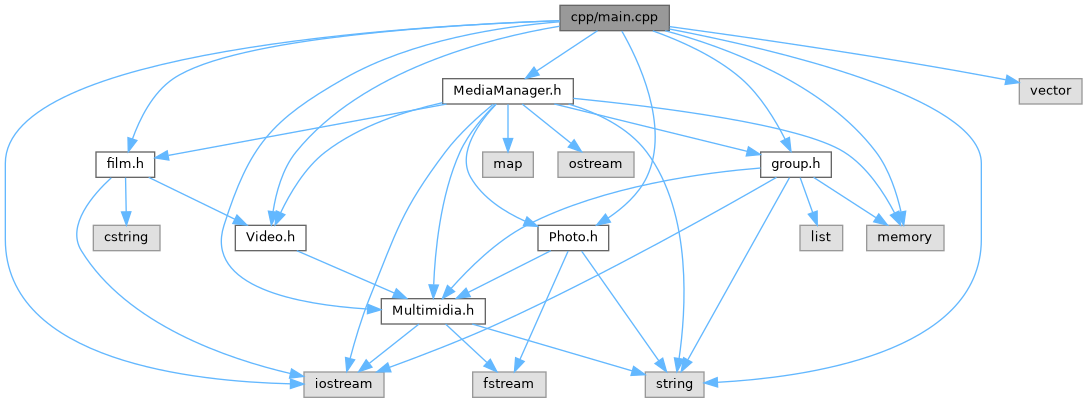 cpp/main.cpp
MediaManager.h
vector
film.h
map
ostream
group.h
cstring
Video.h
Photo.h
list
memory
Multimidia.h
iostream
fstream
string